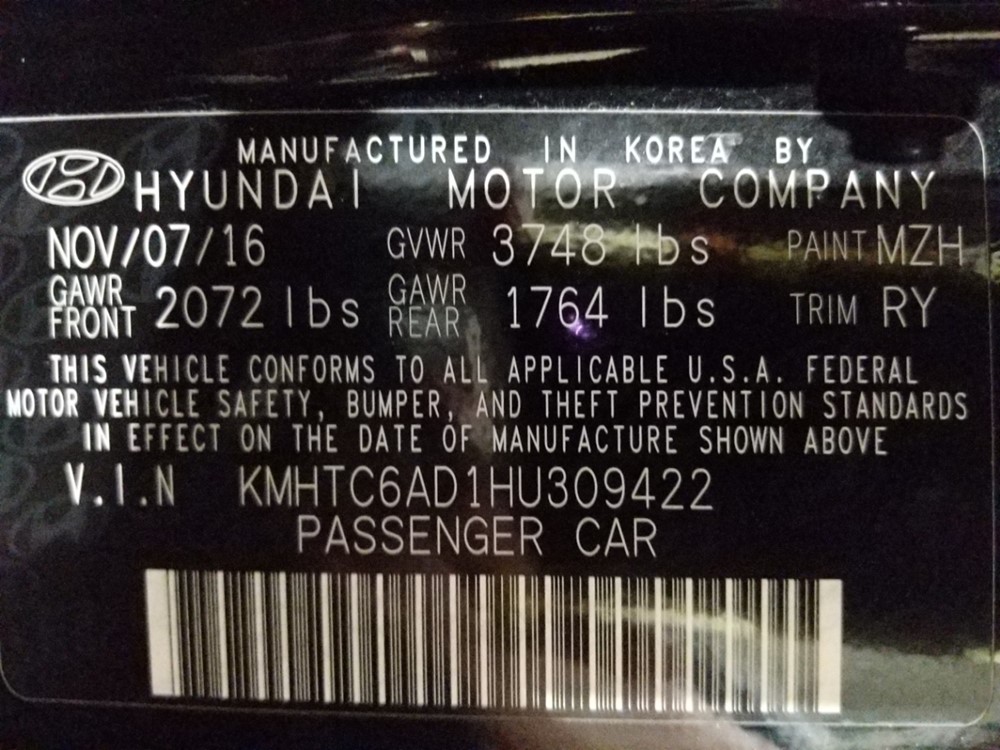 MANUFACTURED IN KOREA BY
HYUNDAI MOTOR COMPANY
NOV/07/16 GVWR 3748 lbs PAINT MZH
GAWR FRONT 2072 lbs GAWR REAR 1764 lbs TRIM RY
THIS VEHICLE CONFORMS TO ALL APPLICABLE U.S.A. FEDERAL
MOTOR VEHICLE SAFETY, BUMPER, AND THEFT PREVENTION STANDARDS
IN EFFECT ON THE DATE OF MANUFACTURE SHOWN ABOVE
V.I.N KMHTC6AD1HU309422
PASSENGER CAR